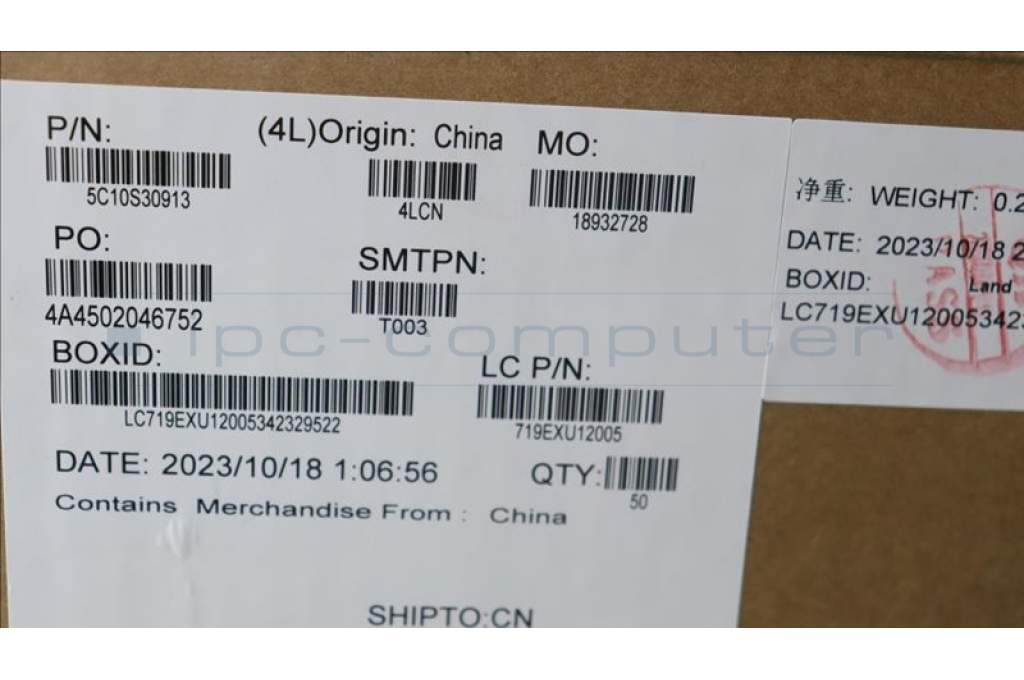 P/N:
5C10S30913
(4L)Origin: China
4LCN
MO:
18932728
PO:
4A4502046752
SMTPN:
T003
BOXID:
LC719EXU12005342329522
LC P/N:
719EXU12005
DATE: 2023/10/18 1:06:56
QTY:
50
Contains Merchandise From : China
SHIPTO:CN
净重: WEIGHT: 0.2
DATE: 2023/10/18 2
BOXID: Land
LC719EXU120053423
ipc-computer